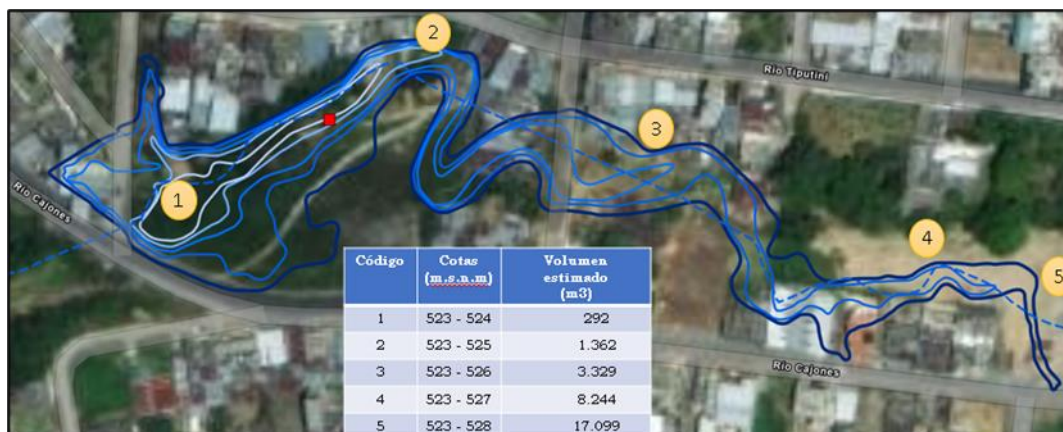 2
Rio Tiputini
3
1
Rio Cajones
4
5
Código Cotas (m.s.n.m) Volumen estimado (m3)
1 523 - 524 292
2 523 - 525 1.362
3 523 - 526 3.329
4 523 - 527 8.244
5 523 - 528 17.099
Rio Cajones